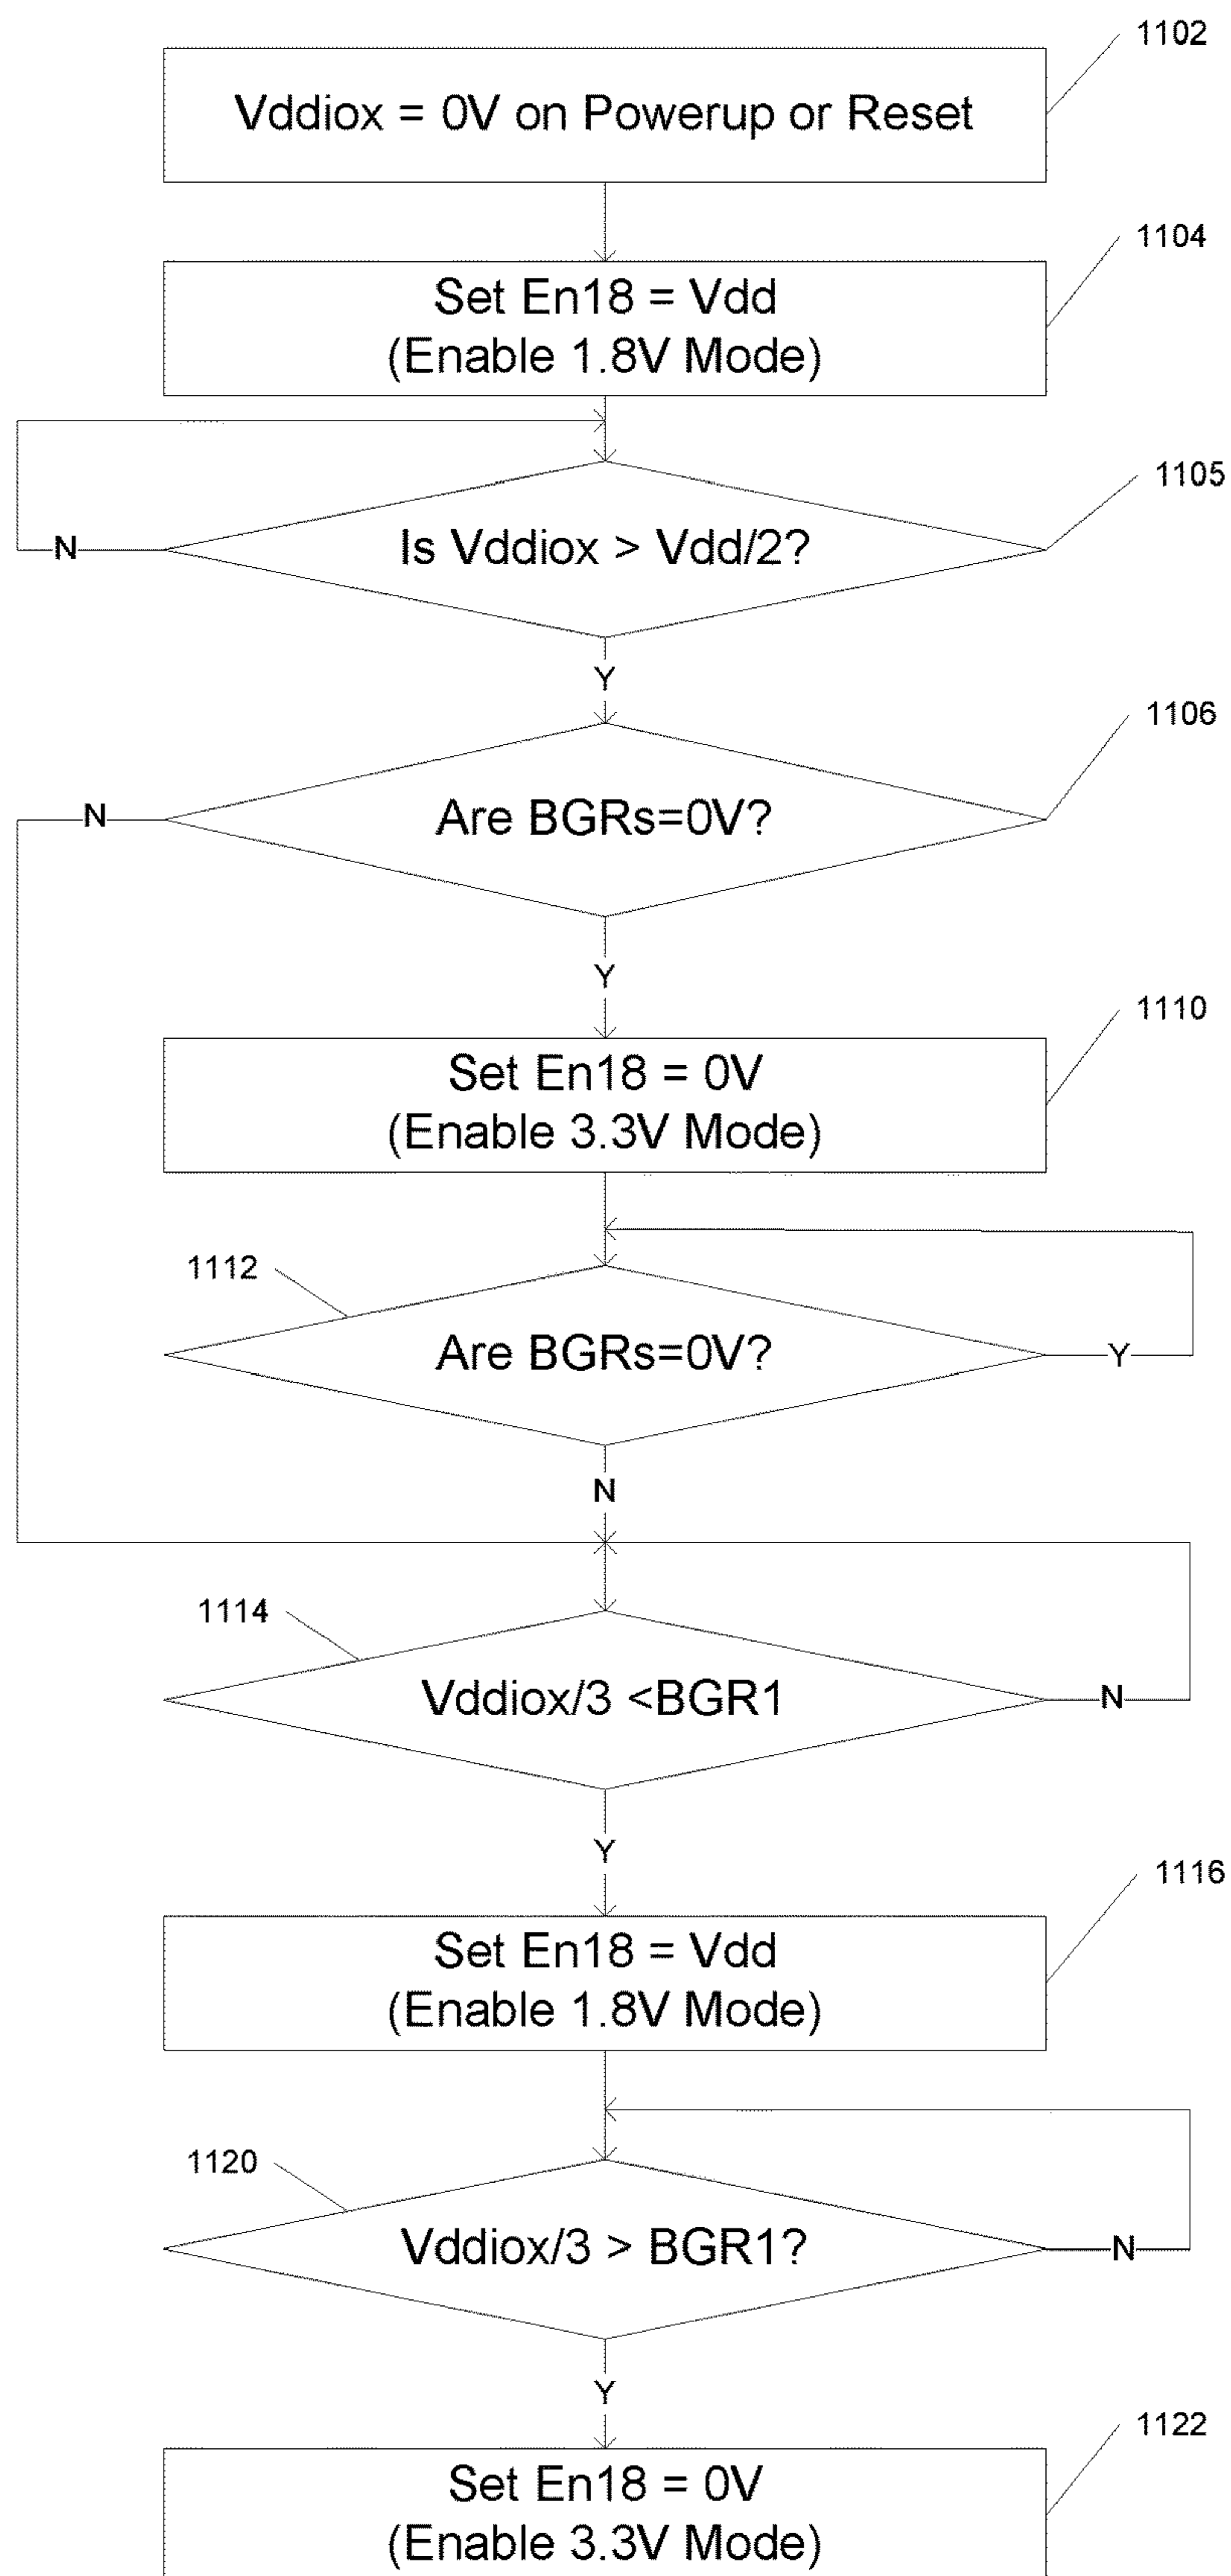 1102
Vddiox = 0V on Powerup or Reset
1104
Set En18 = Vdd
(Enable 1.8V Mode)
1105
Is Vddiox > Vdd/2?
N
Y
1106
Are BGRs=0V?
N
Y
1110
Set En18 = 0V
(Enable 3.3V Mode)
1112
Are BGRs=0V?
Y
N
1114
Vddiox/3 <BGR1
N
Y
1116
Set En18 = Vdd
(Enable 1.8V Mode)
1120
Vddiox/3 > BGR1?
N
Y
1122
Set En18 = 0V
(Enable 3.3V Mode)